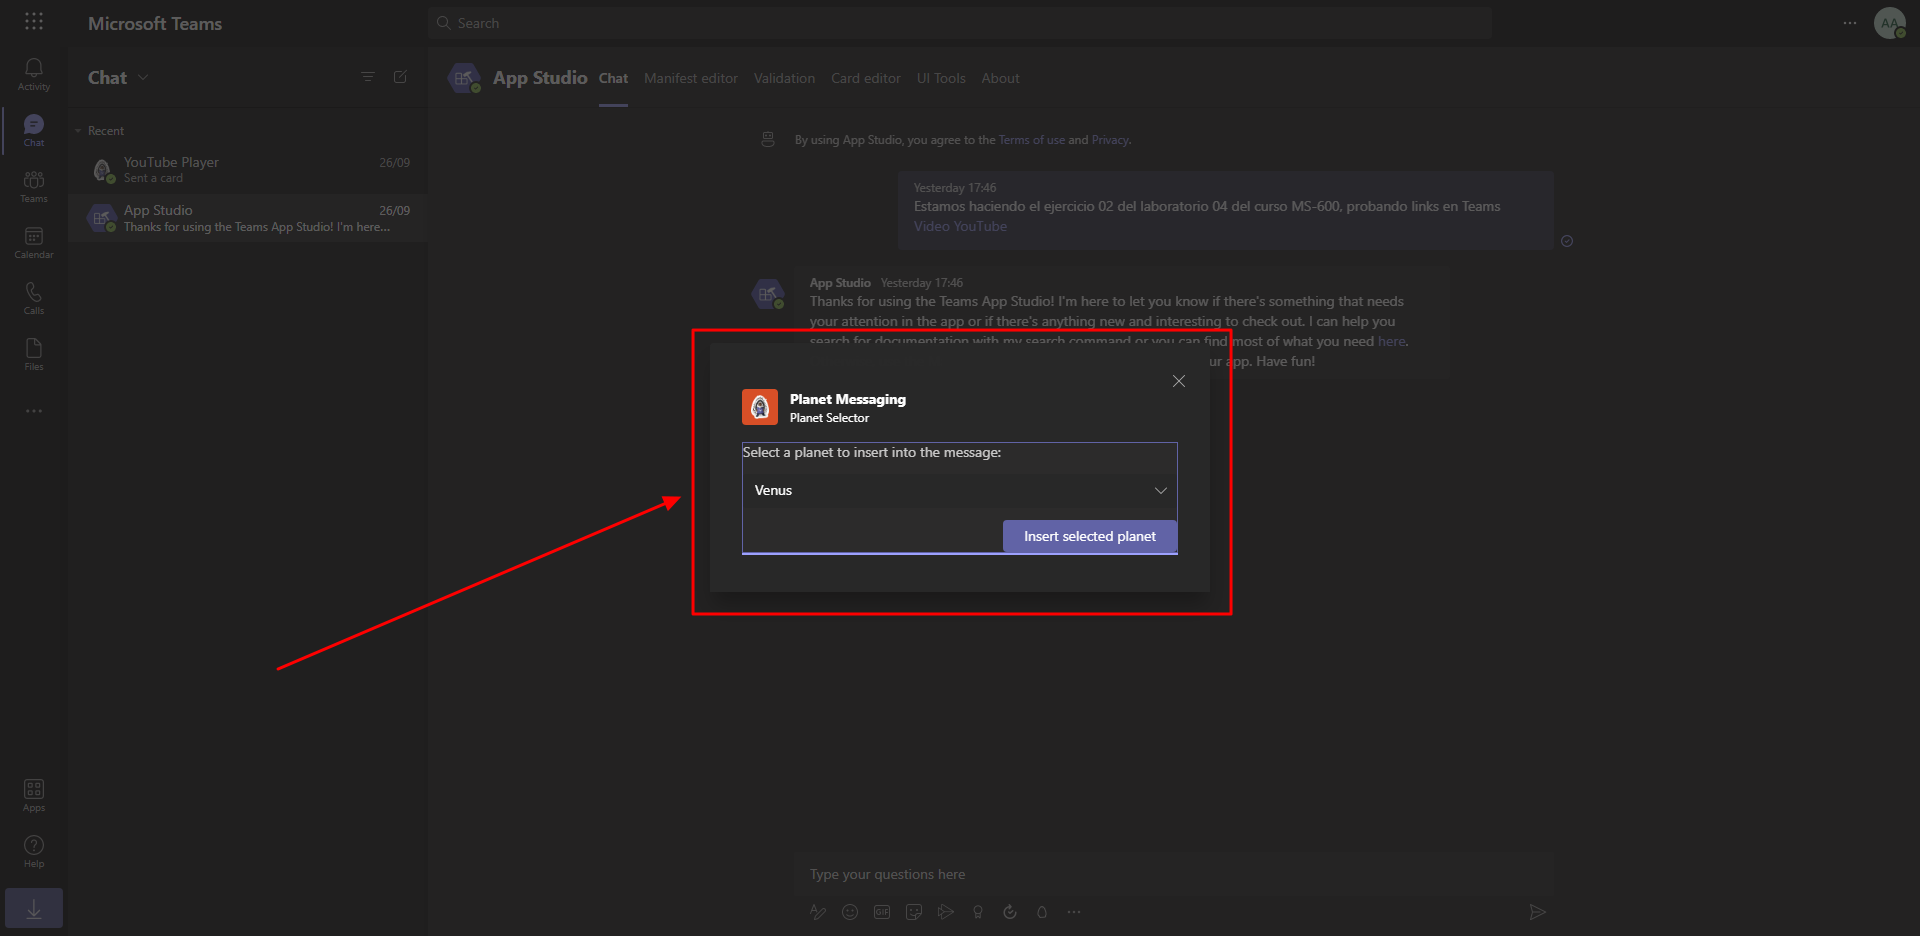 Microsoft Teams
Search
AA
Activity
Chat
Teams
Calendar
Calls
Files
Apps
Help
Chat
Recent
YouTube Player 26/09
Sent a card
App Studio 26/09
Thanks for using the Teams App Studio! I'm here...
App Studio Chat Manifest editor Validation Card editor UI Tools About
By using App Studio, you agree to the Terms of use and Privacy.
Yesterday 17:46
Estamos haciendo el ejercicio 02 del laboratorio 04 del curso MS-600, probando links en Teams
Video YouTube
App Studio Yesterday 17:46
Thanks for using the Teams App Studio! I'm here to let you know if there's something that needs
your attention in the app or if there's anything new and interesting to check out. I can help you
search for documentation with my search command or you can find most of what you need here.
ur app. Have fun!
Planet Messaging
Planet Selector
Select a planet to insert into the message:
Venus
Insert selected planet
Type your questions here
GIF